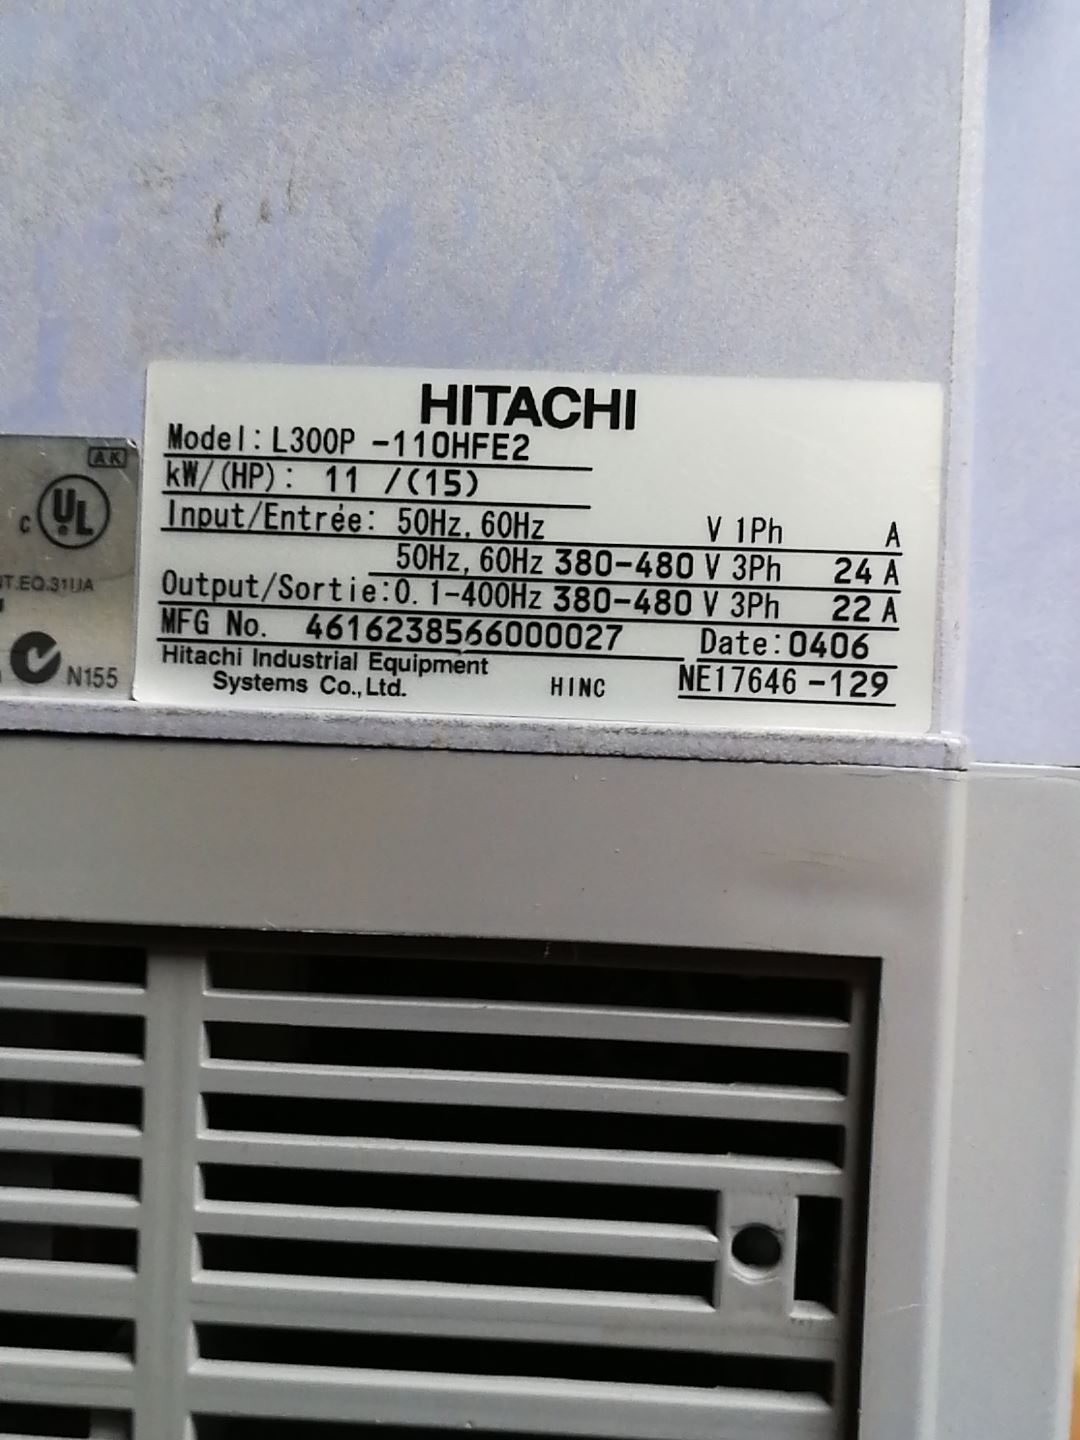 HITACHI
Model: L300P -110HFE2
kW/(HP): 11 /(15)
Input/Entrée: 50Hz, 60Hz V 1Ph A
50Hz, 60Hz 380-480 V 3Ph 24 A
Output/Sortie: 0.1-400Hz 380-480 V 3Ph 22 A
MFG No. 4616238566000027 Date: 0406
Hitachi Industrial Equipment
Systems Co., Ltd. HINC NE17646 -129
AK
c UL
N155